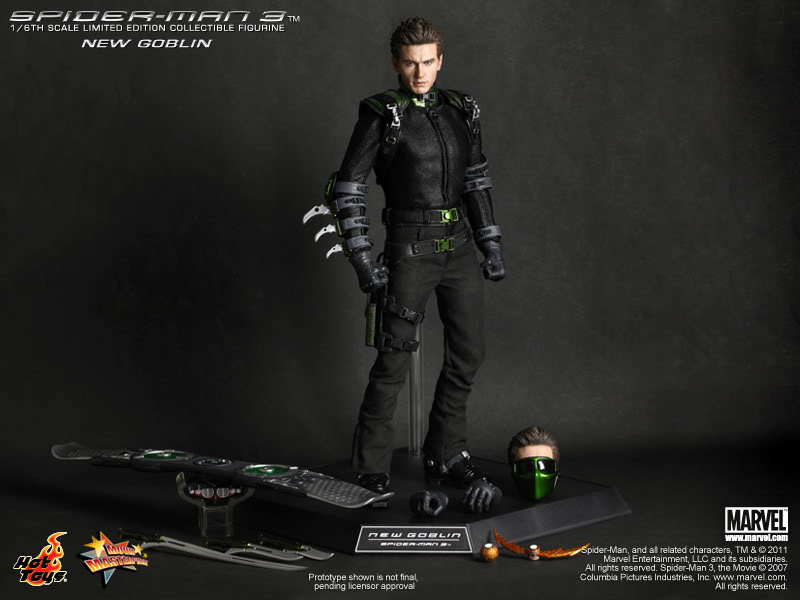 SPIDER-MAN 3™
1/6TH SCALE LIMITED EDITION COLLECTIBLE FIGURINE
NEW GOBLIN
NEW GOBLIN
SPIDER-MAN 3™
HOT TOYS
MOVIE MASTERPIECE
Prototype shown is not final,
pending licensor approval
MARVEL
www.marvel.com
Spider-Man, and all related characters, TM & © 2011
Marvel Entertainment, LLC and its subsidiaries.
All rights reserved. Spider-Man 3, the Movie © 2007
Columbia Pictures Industries, Inc. www.marvel.com.
All rights reserved.